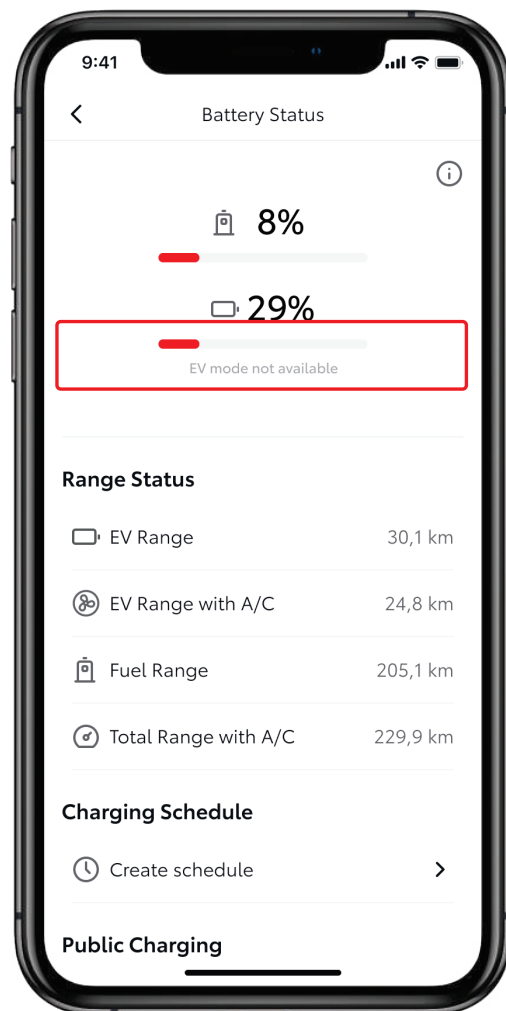 9:41
Battery Status
8%
29%
EV mode not available
Range Status
EV Range 30,1 km
EV Range with A/C 24,8 km
Fuel Range 205,1 km
Total Range with A/C 229,9 km
Charging Schedule
Create schedule
Public Charging